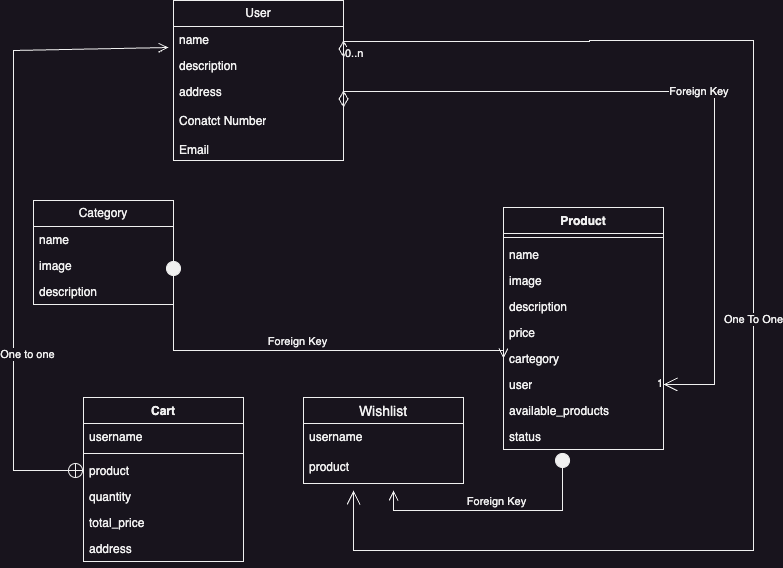 User
name
description
address
Conatct Number
Email
0..n
Foreign Key
Category
name
image
description
Product
name
image
description
price
cartegory
user
available_products
status
1
One To One
Foreign Key
One to one
Cart
username
product
quantity
total_price
address
Wishlist
username
product
Foreign Key